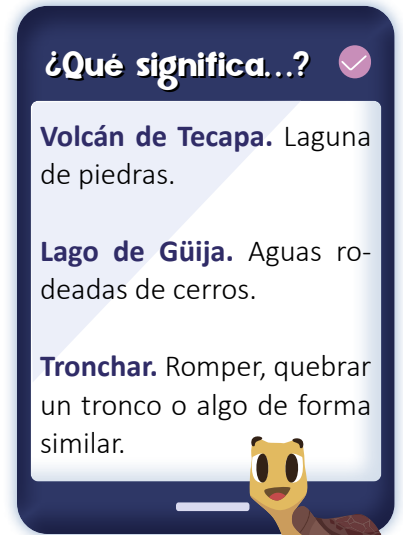 ¿Qué significa...?
Volcán de Tecapa. Laguna
de piedras.
Lago de Güija. Aguas ro-
deadas de cerros.
Tronchar. Romper, quebrar
un tronco o algo de forma
similar.